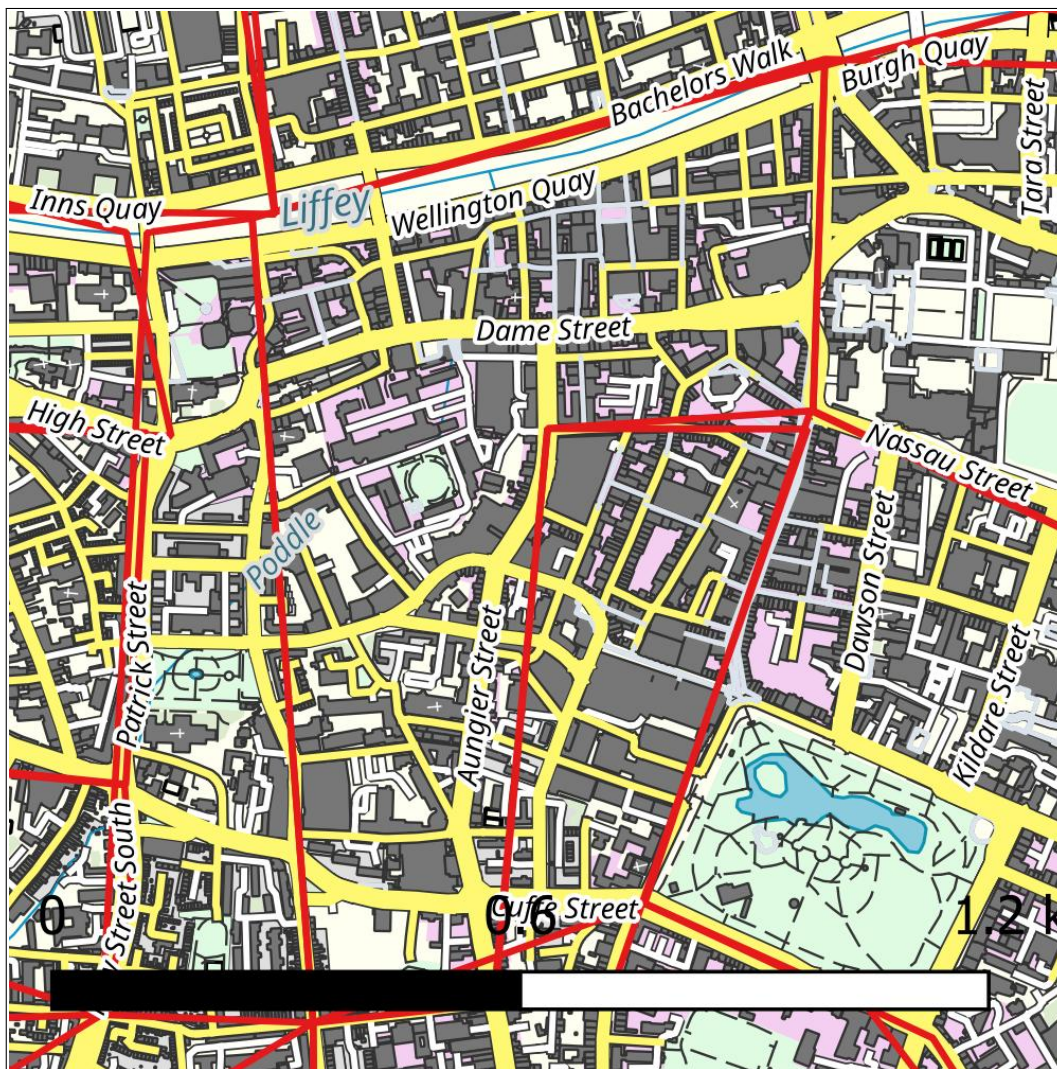 Bachelors Walk
Burgh Quay
Tara Street
Inns Quay
Liffey
Wellington Quay
Dame Street
High Street
Nassau Street
Poddle
Dawson Street
Patrick Street
Aungier Street
Kildare Street
Street South
Street
0
0.6
1.2